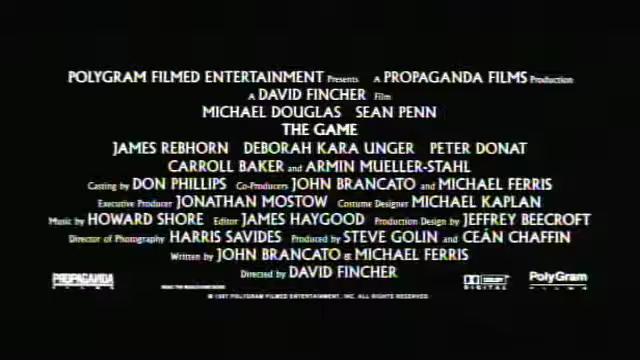 POLYGRAM FILMED ENTERTAINMENT Presents A PROPAGANDA FILMS Production
A DAVID FINCHER Film
MICHAEL DOUGLAS SEAN PENN
THE GAME
JAMES REBHORN DEBORAH KARA UNGER PETER DONAT
CARROLL BAKER and ARMIN MUELLER-STAHL
Casting by DON PHILLIPS Co-Producers JOHN BRANCATO and MICHAEL FERRIS
Executive Producer JONATHAN MOSTOW Costume Designer MICHAEL KAPLAN
Music by HOWARD SHORE Editor JAMES HAYGOOD Production Design by JEFFREY BEECROFT
Director of Photography HARRIS SAVIDES Produced by STEVE GOLIN and CEÁN CHAFFIN
Written by JOHN BRANCATO & MICHAEL FERRIS
Directed by DAVID FINCHER
PROPAGANDA FILMS DOLBY DIGITAL PolyGram FILMS
© 1997 POLYGRAM FILMED ENTERTAINMENT, INC. ALL RIGHTS RESERVED